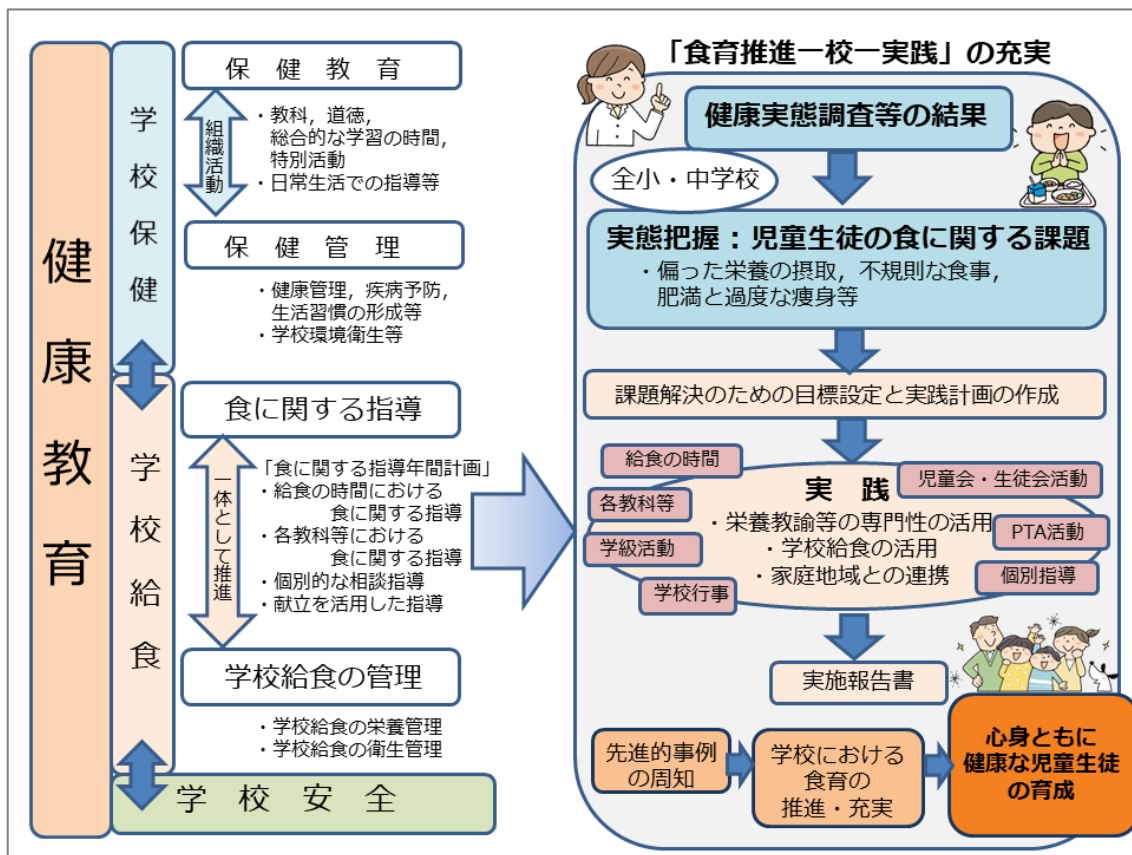 健康教育
学校保健
保健教育
組織活動
・教科，道徳，
総合的な学習の時間，
特別活動
・日常生活での指導等
保健管理
・健康管理，疾病予防，
生活習慣の形成等
・学校環境衛生等
学校給食
食に関する指導
一体として推進
「食に関する指導年間計画」
・給食の時間における
食に関する指導
・各教科等における
食に関する指導
・個別的な相談指導
・献立を活用した指導
学校給食の管理
・学校給食の栄養管理
・学校給食の衛生管理
学校安全
「食育推進一校一実践」の充実
健康実態調査等の結果
全小・中学校
実態把握：児童生徒の食に関する課題
・偏った栄養の摂取，不規則な食事，
肥満と過度な痩身等
課題解決のための目標設定と実践計画の作成
給食の時間
各教科等
学級活動
学校行事
実践
・栄養教諭等の専門性の活用
・学校給食の活用
・家庭地域との連携
児童会・生徒会活動
PTA活動
個別指導
実施報告書
先進的事例
の周知
学校における
食育の
推進・充実
心身ともに
健康な児童生徒
の育成